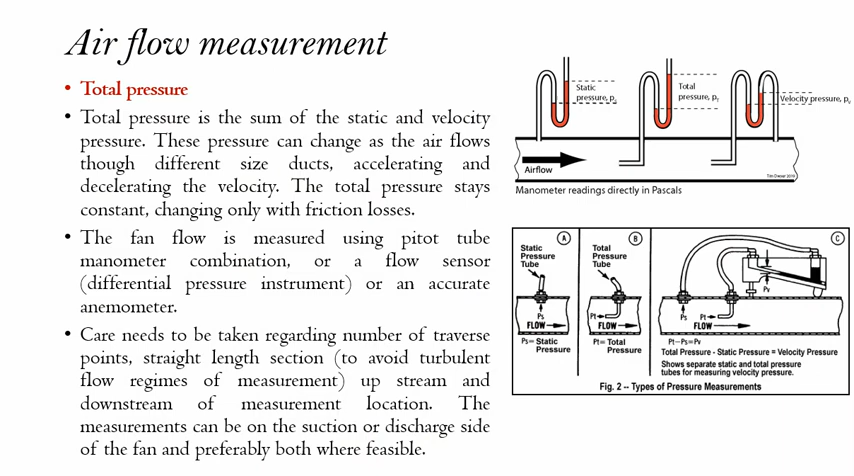 Air flow measurement
• Total pressure
• Total pressure is the sum of the static and velocity
pressure. These pressure can change as the air flows
though different size ducts, accelerating and
decelerating the velocity. The total pressure stays
constant, changing only with friction losses.
• The fan flow is measured using pitot tube
manometer combination, or a flow sensor
(differential pressure instrument) or an accurate
anemometer.
• Care needs to be taken regarding number of traverse
points, straight length section (to avoid turbulent
flow regimes of measurement) up stream and
downstream of measurement location. The
measurements can be on the suction or discharge side
of the fan and preferably both where feasible.
Static
pressure, ps
Total
pressure, pT
Velocity pressure, pv
Airflow
Manometer readings directly in Pascals
A
Static
Pressure
Tube
Ps
FLOW
Ps = Static
Pressure
B
Total
Pressure
Tube
Pt
FLOW
Pt = Total
Pressure
C
Pv
Ps
Pt
FLOW
Pt–Ps=Pv
Total Pressure - Static Pressure = Velocity Pressure
Shows separate static and total pressure
tubes for measuring velocity pressure.
Fig. 2 -- Types of Pressure Measurements